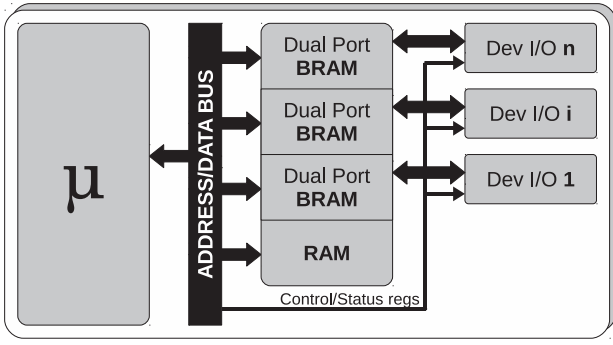 μ
ADDRESS/DATA BUS
Dual Port
BRAM
Dual Port
BRAM
Dual Port
BRAM
RAM
Dev I/O n
Dev I/O i
Dev I/O 1
Control/Status regs